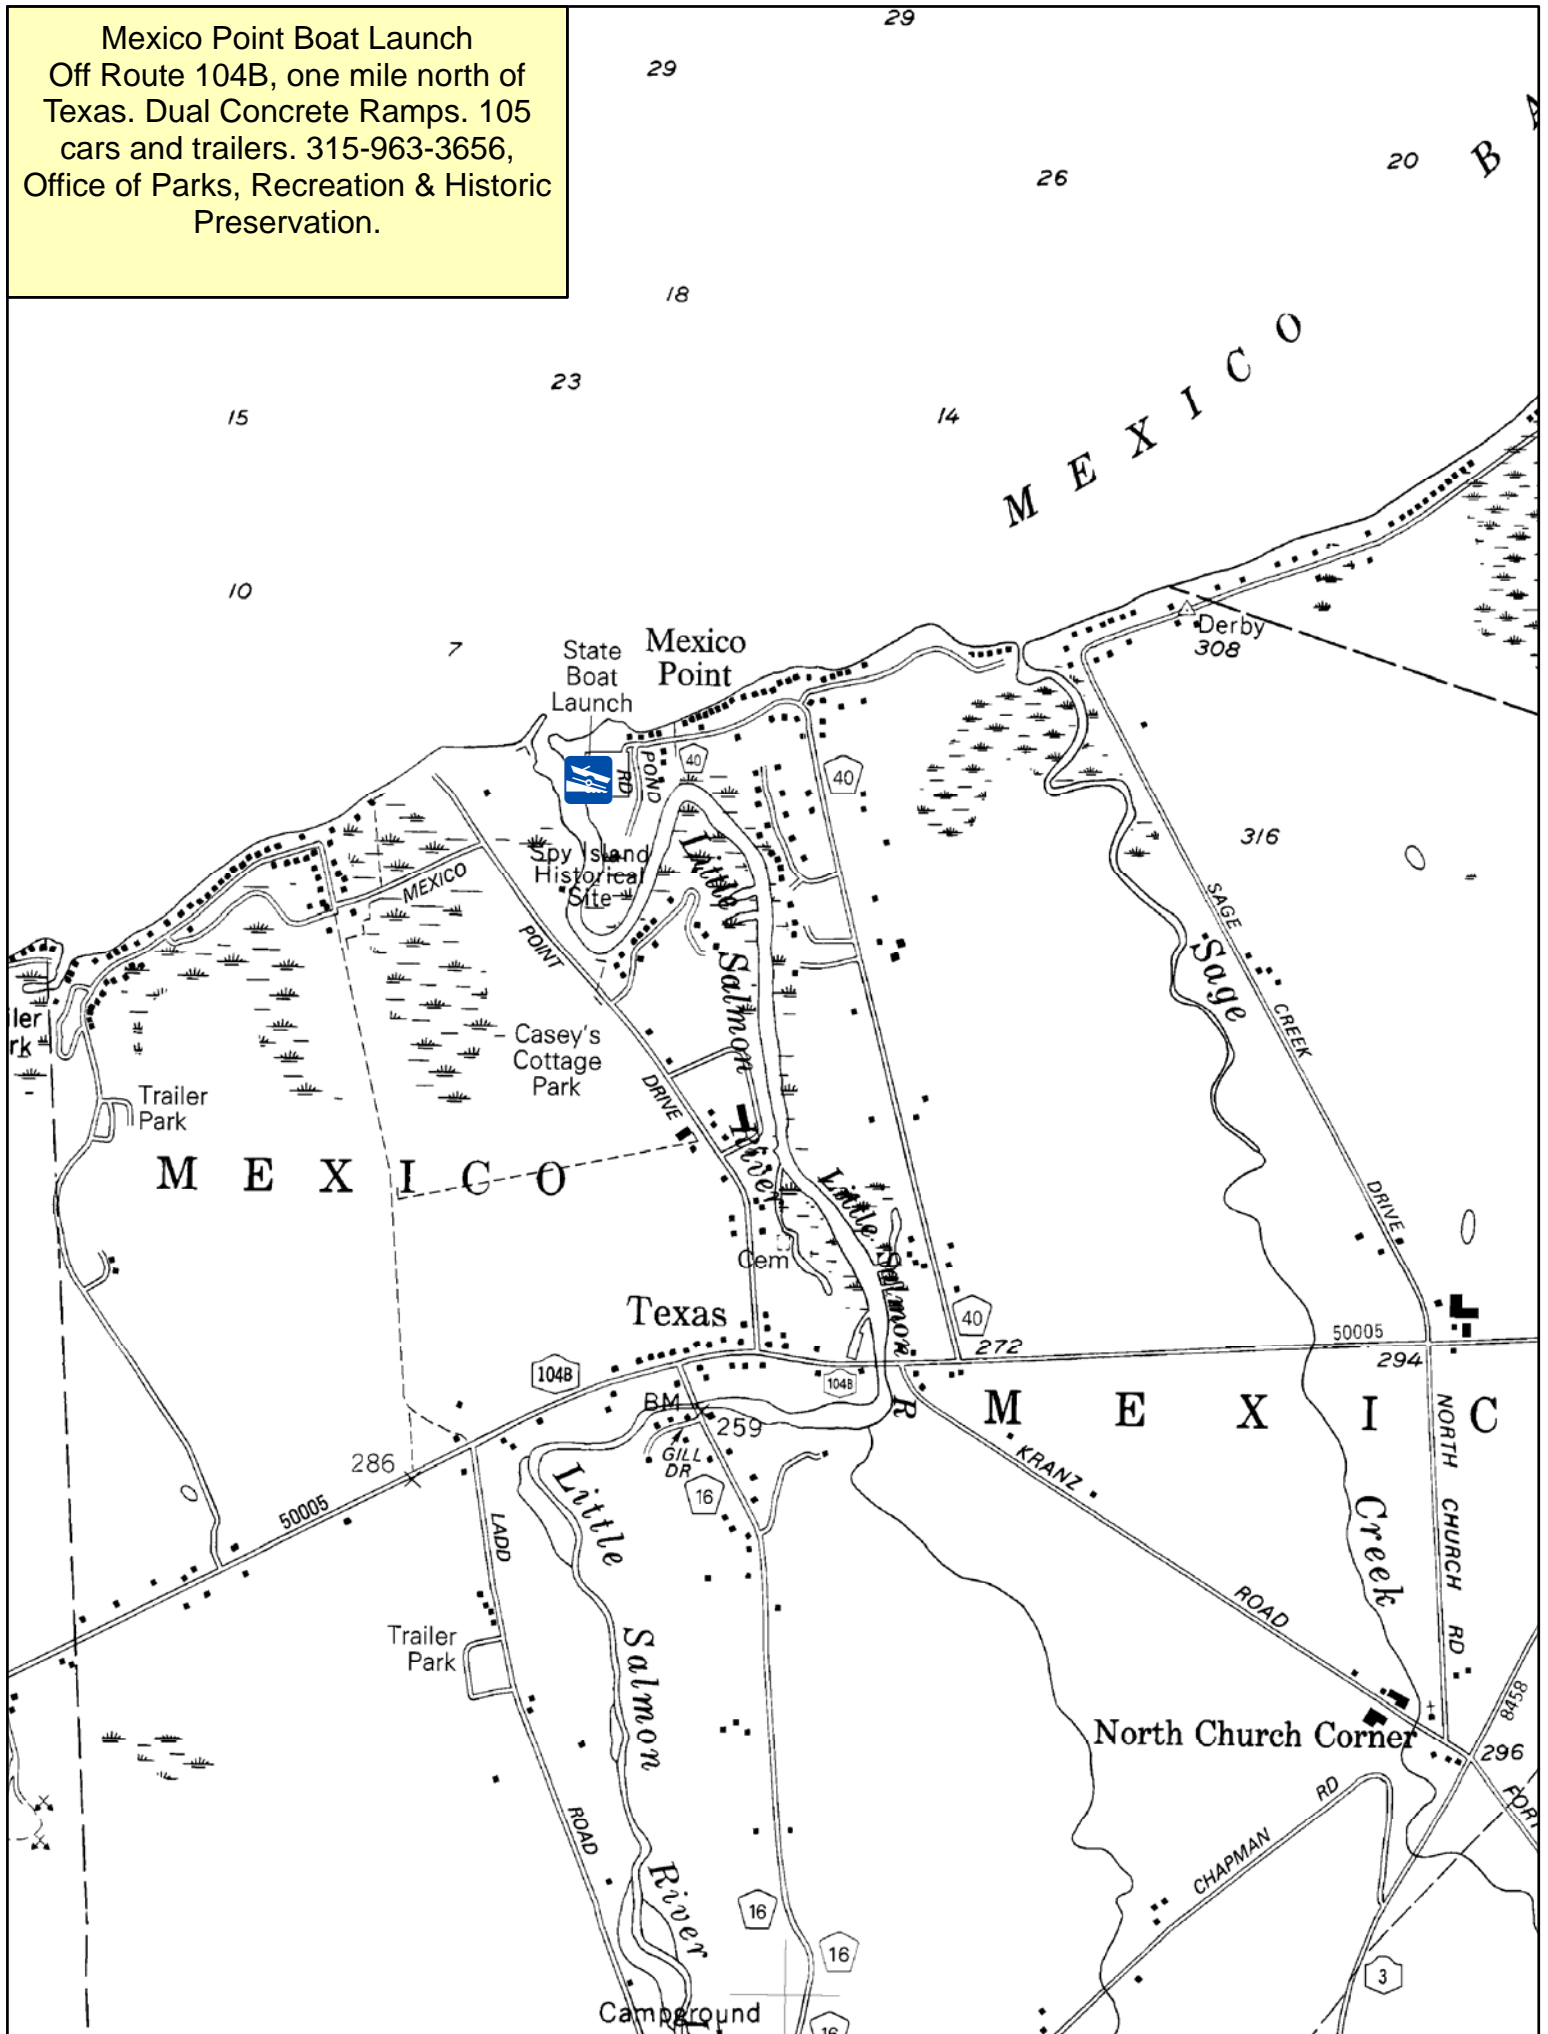 Mexico Point Boat Launch
Off Route 104B, one mile north of
Texas. Dual Concrete Ramps. 105
cars and trailers. 315-963-3656,
Office of Parks, Recreation & Historic
Preservation.
29
29
20
26
B A
18
23
15
14
MEXICO
10
7
State
Boat
Launch
Mexico
Point
Derby
308
POND
RD
40
40
316
Spy Island
Historical
Site
MEXICO
POINT
DRIVE
Little Salmon River
SAGE CREEK DRIVE
Sage
Casey's
Cottage
Park
Trailer
Park
MEXICO
Little Salmon R
Cem
Texas
40
272
50005
294
104B
104B
BM
259
GILL
DR
MEXIC
286
50005
16
KRANZ ROAD
NORTH CHURCH RD
LADD ROAD
Little Salmon River
Creek
Trailer
Park
North Church Corner
8458
296
CHAPMAN RD
16
16
3
Campground
16